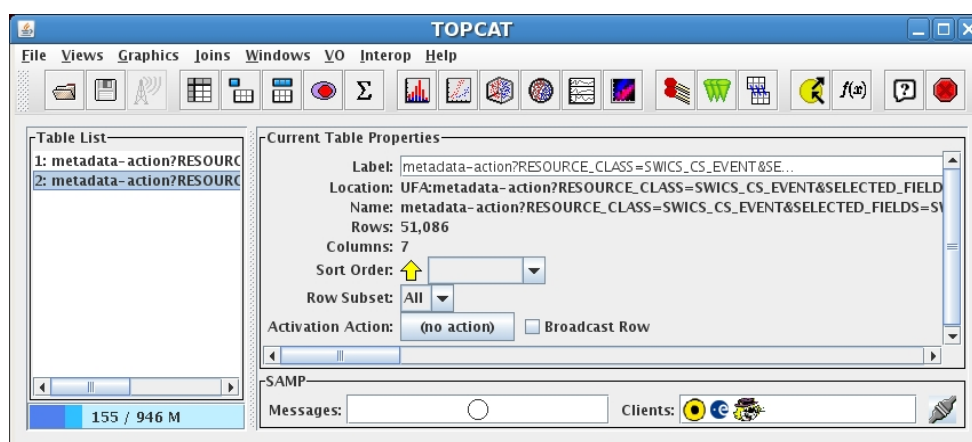 TOPCAT
File Views Graphics Joins Windows VO Interop Help
Σ f(x) ?
Table List
1: metadata-action?RESOURC
2: metadata-action?RESOURC
155 / 946 M
Current Table Properties
Label: metadata-action?RESOURCE_CLASS=SWICS_CS_EVENT&SE...
Location: UFA:metadata-action?RESOURCE_CLASS=SWICS_CS_EVENT&SELECTED_FIELD
Name: metadata-action?RESOURCE_CLASS=SWICS_CS_EVENT&SELECTED_FIELDS=SW
Rows: 51,086
Columns: 7
Sort Order:
Row Subset: All
Activation Action: (no action) Broadcast Row
SAMP
Messages: Clients: